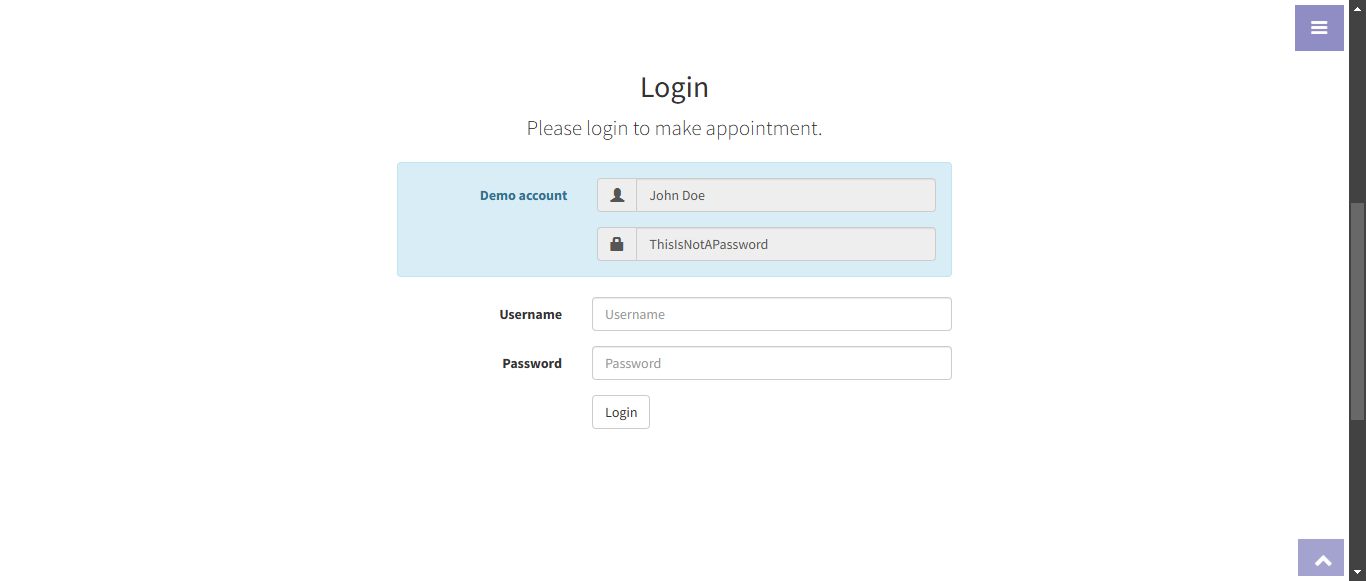 Login
Please login to make appointment.
Demo account
John Doe
ThisIsNotAPassword
Username
Username
Password
Password
Login